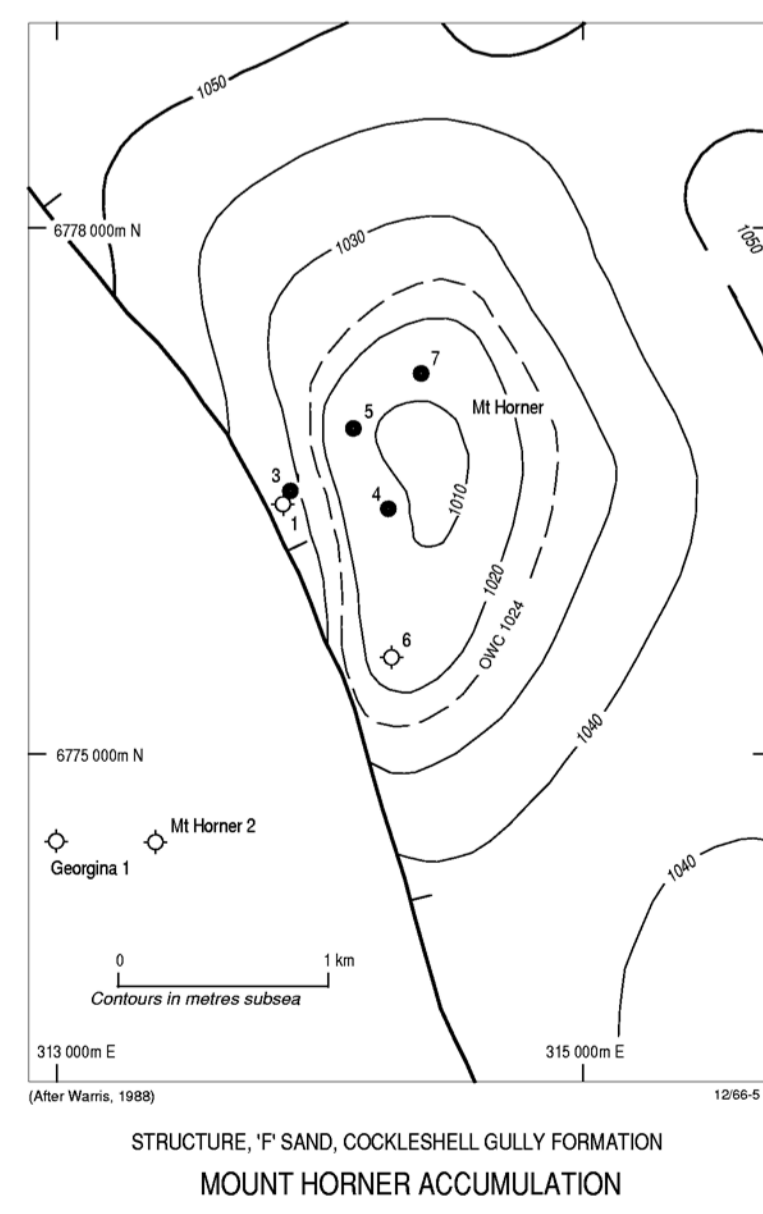 1050
6778 000m N
1050
1030
7
Mt Horner
5
3
4
1010
1
1020
OWC 1024
6
1040
6775 000m N
Mt Horner 2
Georgina 1
1040
0 1 km
Contours in metres subsea
313 000m E 315 000m E
(After Warris, 1988) 12/66-5
STRUCTURE, 'F' SAND, COCKLESHELL GULLY FORMATION
MOUNT HORNER ACCUMULATION